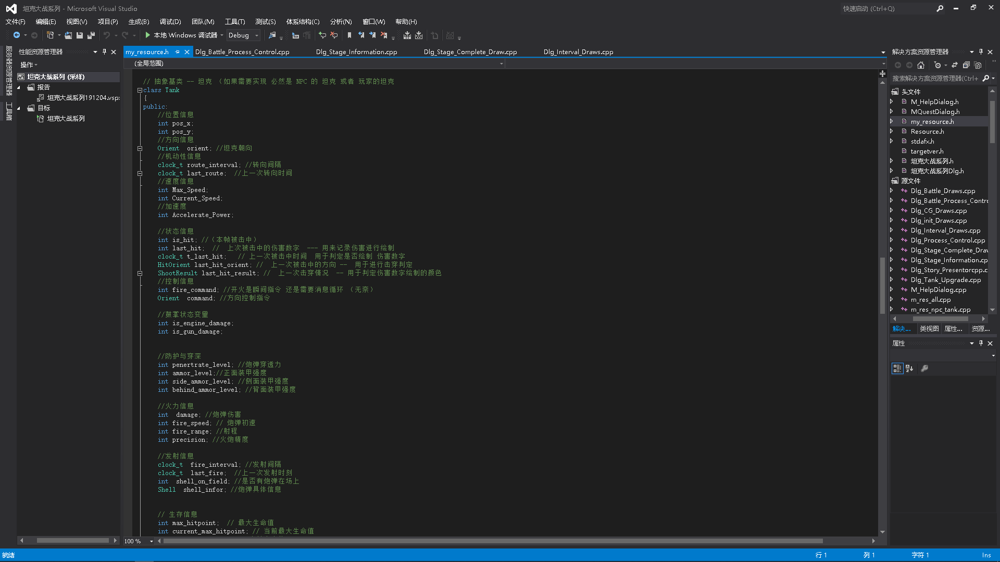 坦克大战系列 - Microsoft Visual Studio
快速启动 (Ctrl+Q)
文件(F) 编辑(E) 视图(V) 项目(P) 生成(B) 调试(D) 团队(M) 工具(T) 测试(S) 体系结构(C) 分析(N) 窗口(W) 帮助(H)
本地 Windows 调试器 Debug
服务器资源管理器
工具箱
性能资源管理器
操作
坦克大战系列 (采样)
报告
坦克大战系列191204.vsp
目标
坦克大战系列
my_resource.h Dlg_Battle_Process_Control.cpp Dlg_Stage_Information.cpp Dlg_Stage_Complete_Draw.cpp Dlg_Interval_Draws.cpp
(全局范围)
// 抽象基类 -- 坦克 （如果需要实现 必然是 NPC 的 坦克 或者 玩家的坦克
class Tank
{
public:
//位置信息
int pos_x;
int pos_y;
//方向信息
Orient  orient; //坦克朝向
//机动性信息
clock_t route_interval; //转向间隔
clock_t last_route;  //上一次转向时间
//速度信息
int Max_Speed;
int Current_Speed;
//加速度
int Accelerate_Power;
//状态信息
int is_hit; //（本帧被击中）
int last_hit;  //  上次被击中的伤害数字  --- 用来记录伤害进行绘制
clock_t t_last_hit;   // 上一次被击中时间  用于判定是否绘制 伤害数字
HitOrient last_hit_orient; //  上一次被击中的方向 --  用于进行击穿判定
ShootResult last_hit_result; //  上一次击穿情况  -- 用于判定伤害数字绘制的颜色
//控制信息
int fire_command; //开火是瞬间指令 还是需要消息循环 （无奈）
Orient  command; //方向控制指令
//鼓掌状态变量
int is_engine_damage;
int is_gun_damage;
//防护与穿深
int penertrate_level; //炮弹穿透力
int ammor_level;//正面装甲强度
int side_ammor_level; //侧面装甲强度
int behind_ammor_level; //背面装甲强度
//火力信息
int  damage; //炮弹伤害
int fire_speed; // 炮弹初速
int fire_range; //射程
int precision; //火炮精度
//发射信息
clock_t  fire_interval; //发射间隔
clock_t  last_fire;  //上一次发射时刻
int  shell_on_field; //是否有炮弹在场上
Shell  shell_infor; //炮弹具体信息
// 生存信息
int max_hitpoint;  // 最大生命值
int current_max_hitpoint; // 当前最大生命值
100 %
解决方案资源管理器
搜索解决方案资源管理器(Ctrl+
头文件
M_HelpDialog.h
MQuestDialog.h
my_resource.h
Resource.h
stdafx.h
targetver.h
坦克大战系列.h
坦克大战系列Dlg.h
源文件
Dlg_Battle_Draws.cpp
Dlg_Battle_Process_Contro
Dlg_CG_Draws.cpp
Dlg_init_Draws.cpp
Dlg_Interval_Draws.cpp
Dlg_Process_Control.cpp
Dlg_Stage_Complete_Draw
Dlg_Stage_Information.cp
Dlg_Story_Presentorcpp.c
Dlg_Tank_Upgrade.cpp
M_HelpDialog.cpp
m_res_all.cpp
m_res_npc_tank.cpp
解决... 类视图 属性... 资源...
属性
就绪 行 1 列 1 字符 1 Ins